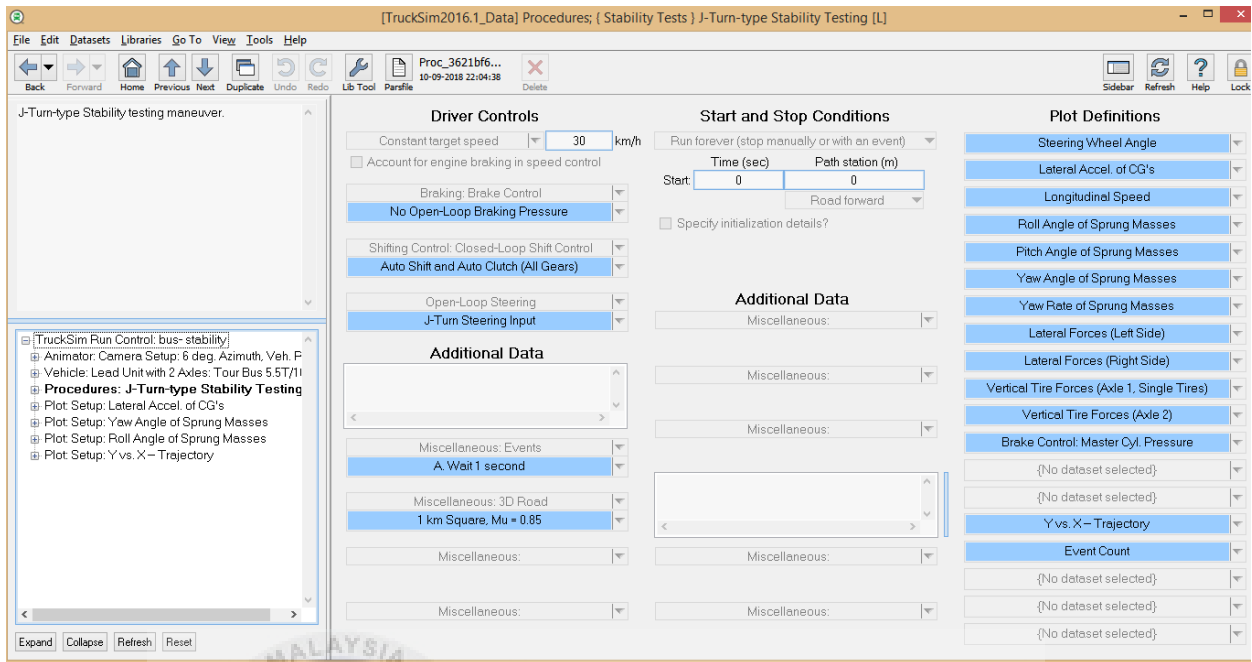 [TruckSim2016.1_Data] Procedures; { Stability Tests } J-Turn-type Stability Testing [L]
File Edit Datasets Libraries Go To View Tools Help
Back Forward Home Previous Next Duplicate Undo Redo Lib Tool Parsfile
Proc_3621bf6...
10-09-2018 22:04:38
Delete
Sidebar Refresh Help Lock
J-Turn-type Stability testing maneuver.
TruckSim Run Control: bus- stability
Animator: Camera Setup: 6 deg. Azimuth, Veh. P
Vehicle: Lead Unit with 2 Axles: Tour Bus 5.5T/1
Procedures: J-Turn-type Stability Testing
Plot Setup: Lateral Accel. of CG's
Plot Setup: Yaw Angle of Sprung Masses
Plot Setup: Roll Angle of Sprung Masses
Plot Setup: Y vs. X – Trajectory
Expand Collapse Refresh Reset
Driver Controls
Constant target speed 30 km/h
Account for engine braking in speed control
Braking: Brake Control
No Open-Loop Braking Pressure
Shifting Control: Closed-Loop Shift Control
Auto Shift and Auto Clutch (All Gears)
Open-Loop Steering
J-Turn Steering Input
Additional Data
Miscellaneous: Events
A. Wait 1 second
Miscellaneous: 3D Road
1 km Square, Mu = 0.85
Miscellaneous:
Miscellaneous:
Start and Stop Conditions
Run forever (stop manually or with an event)
Time (sec) Path station (m)
Start: 0 0
Road forward
Specify initialization details?
Additional Data
Miscellaneous:
Miscellaneous:
Miscellaneous:
Miscellaneous:
Miscellaneous:
Plot Definitions
Steering Wheel Angle
Lateral Accel. of CG's
Longitudinal Speed
Roll Angle of Sprung Masses
Pitch Angle of Sprung Masses
Yaw Angle of Sprung Masses
Yaw Rate of Sprung Masses
Lateral Forces (Left Side)
Lateral Forces (Right Side)
Vertical Tire Forces (Axle 1, Single Tires)
Vertical Tire Forces (Axle 2)
Brake Control: Master Cyl. Pressure
{No dataset selected}
{No dataset selected}
Y vs. X – Trajectory
Event Count
{No dataset selected}
{No dataset selected}
{No dataset selected}
MALAYSIA